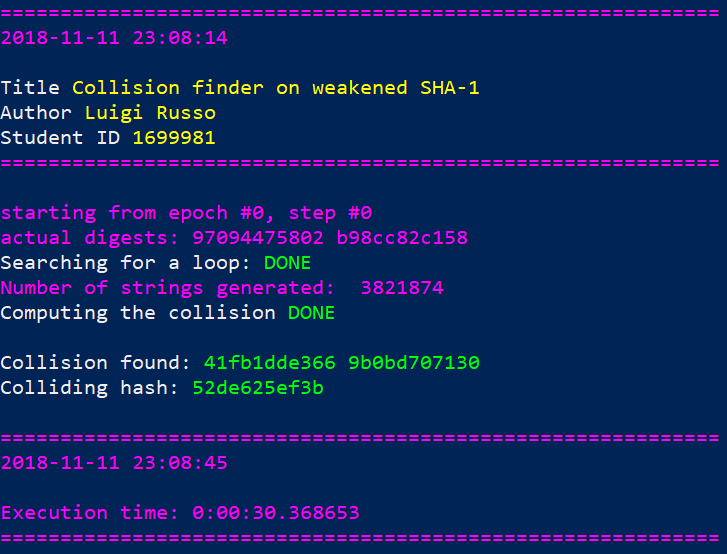 ============================================================
2018-11-11 23:08:14
Title Collision finder on weakened SHA-1
Author Luigi Russo
Student ID 1699981
============================================================
starting from epoch #0, step #0
actual digests: 97094475802 b98cc82c158
Searching for a loop: DONE
Number of strings generated:  3821874
Computing the collision DONE
Collision found: 41fb1dde366 9b0bd707130
Colliding hash: 52de625ef3b
============================================================
2018-11-11 23:08:45
Execution time: 0:00:30.368653
============================================================